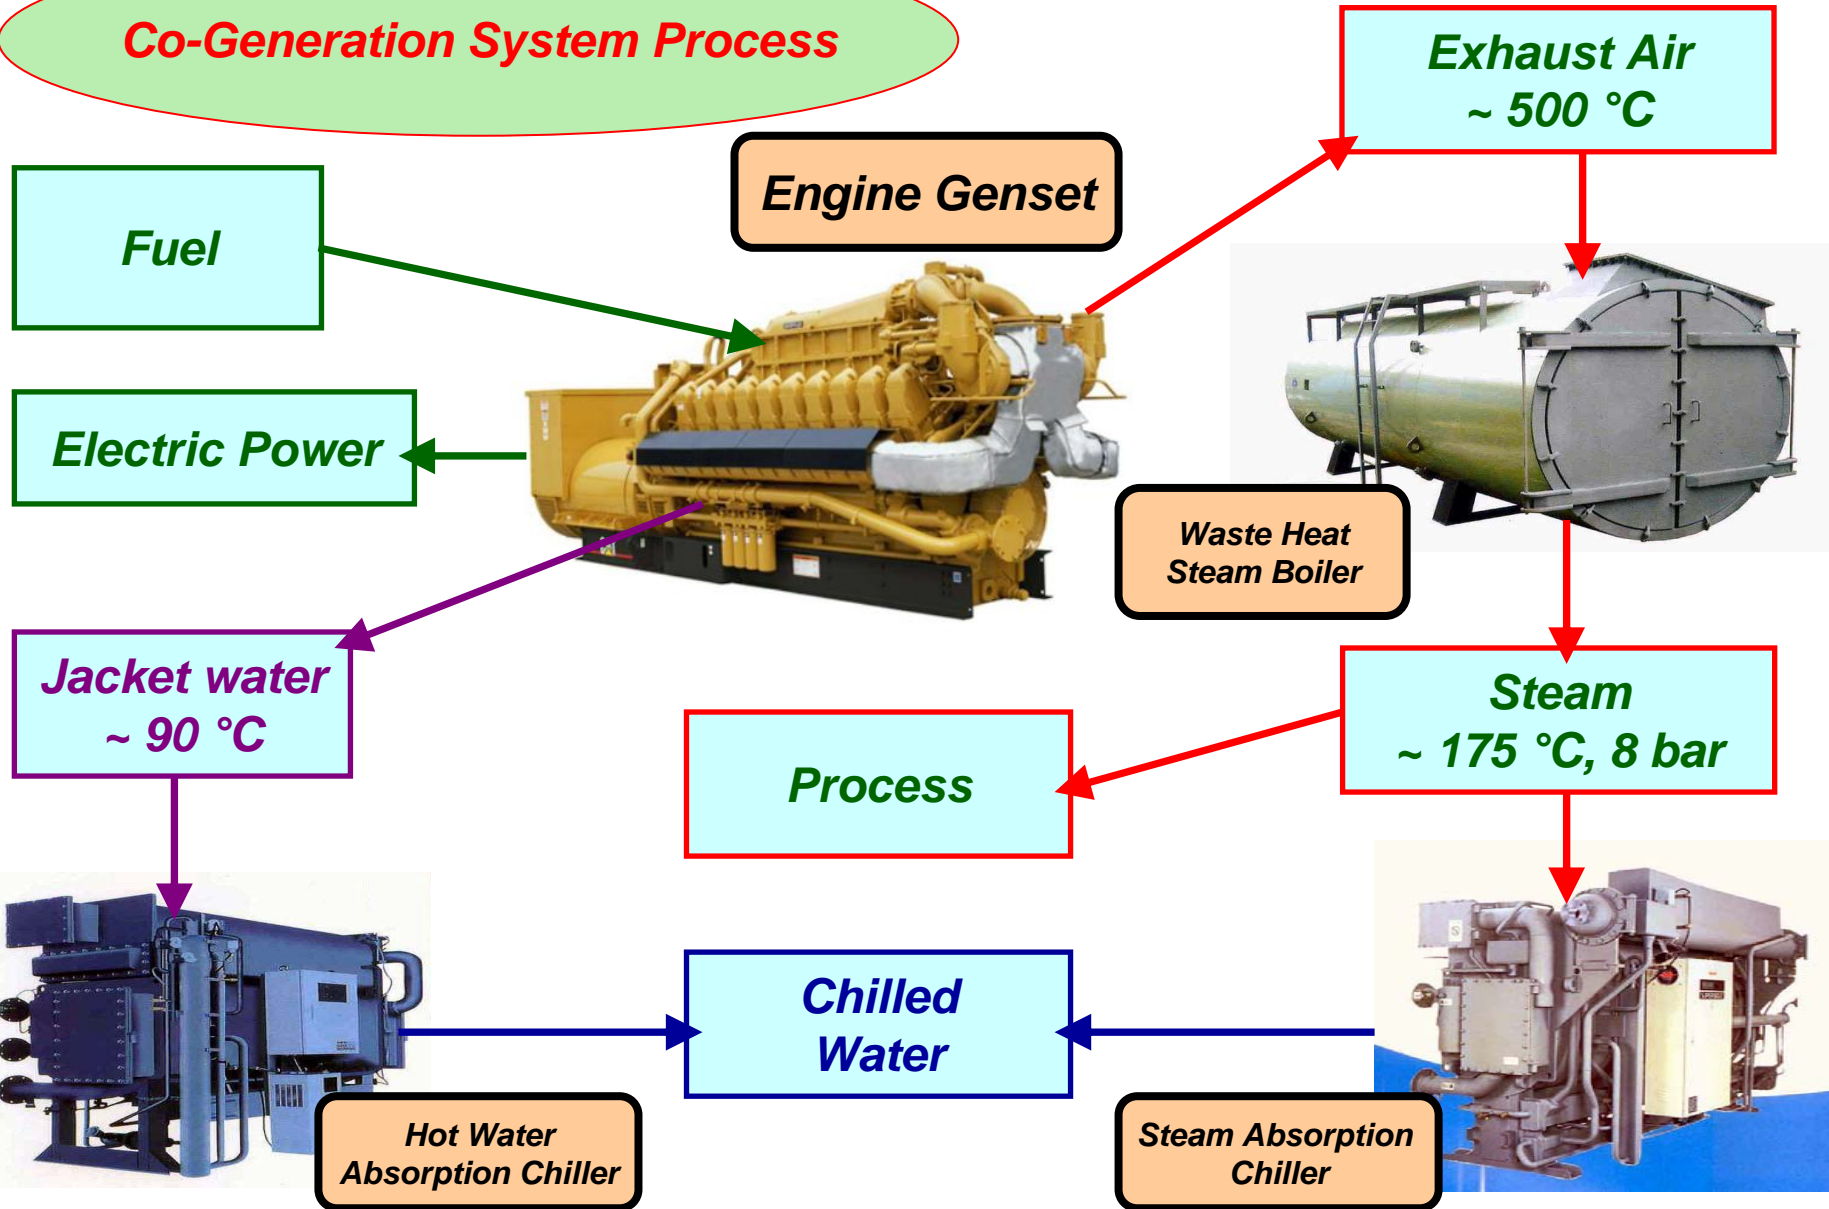 Co-Generation System Process
Exhaust Air
~ 500 °C
Engine Genset
Fuel
Electric Power
Waste Heat
Steam Boiler
Jacket water
~ 90 °C
Steam
~ 175 °C, 8 bar
Process
Chilled
Water
Hot Water
Absorption Chiller
Steam Absorption
Chiller